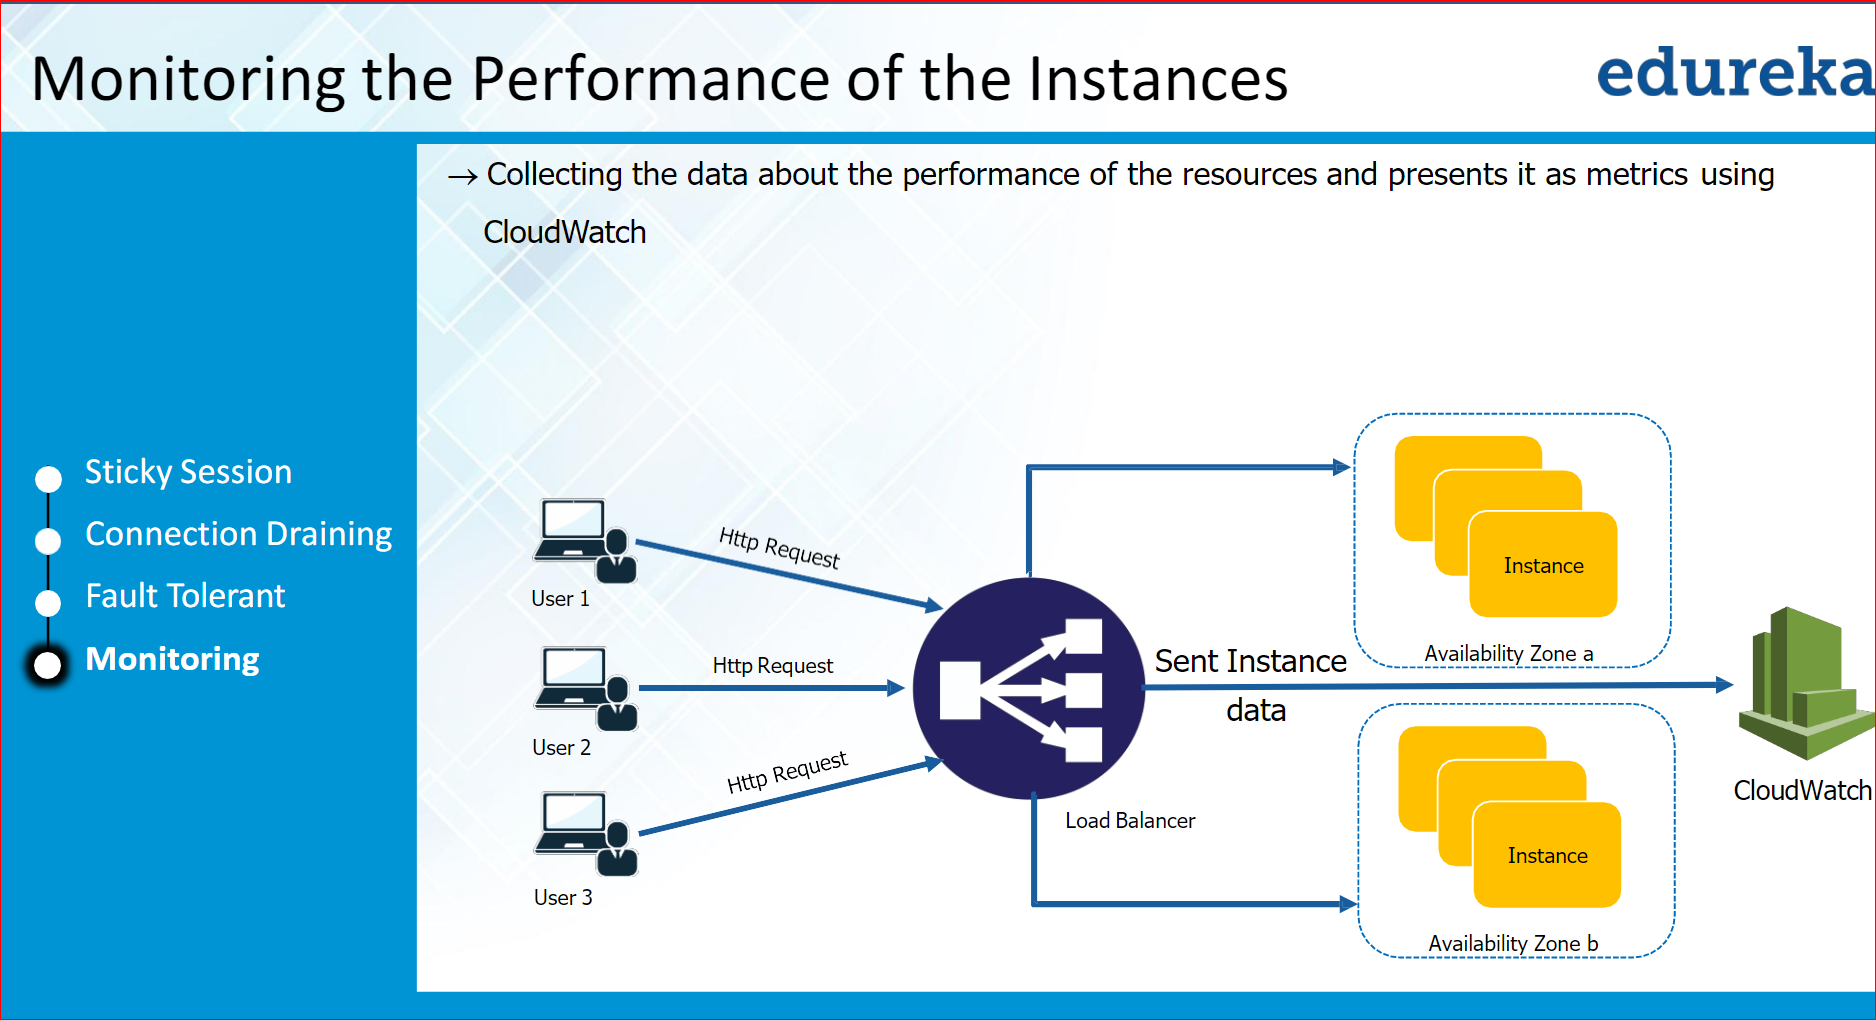 Monitoring the Performance of the Instances
edureka
→ Collecting the data about the performance of the resources and presents it as metrics using
CloudWatch
Sticky Session
Connection Draining
Fault Tolerant
Monitoring
Http Request
User 1
Http Request
User 2
Http Request
User 3
Load Balancer
Sent Instance
data
Instance
Availability Zone a
Instance
Availability Zone b
CloudWatch